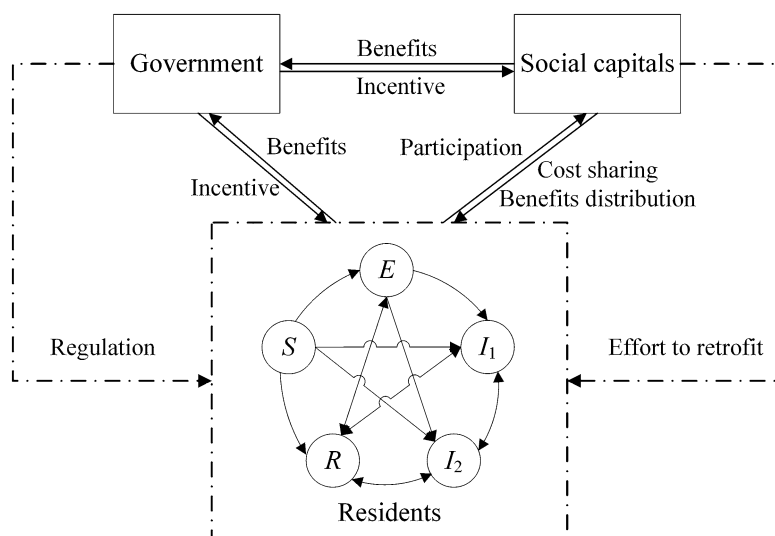 Government
Benefits
Incentive
Social capitals
Benefits
Incentive
Participation
Cost sharing
Benefits distribution
Regulation
Effort to retrofit
E
S
I1
R
I2
Residents